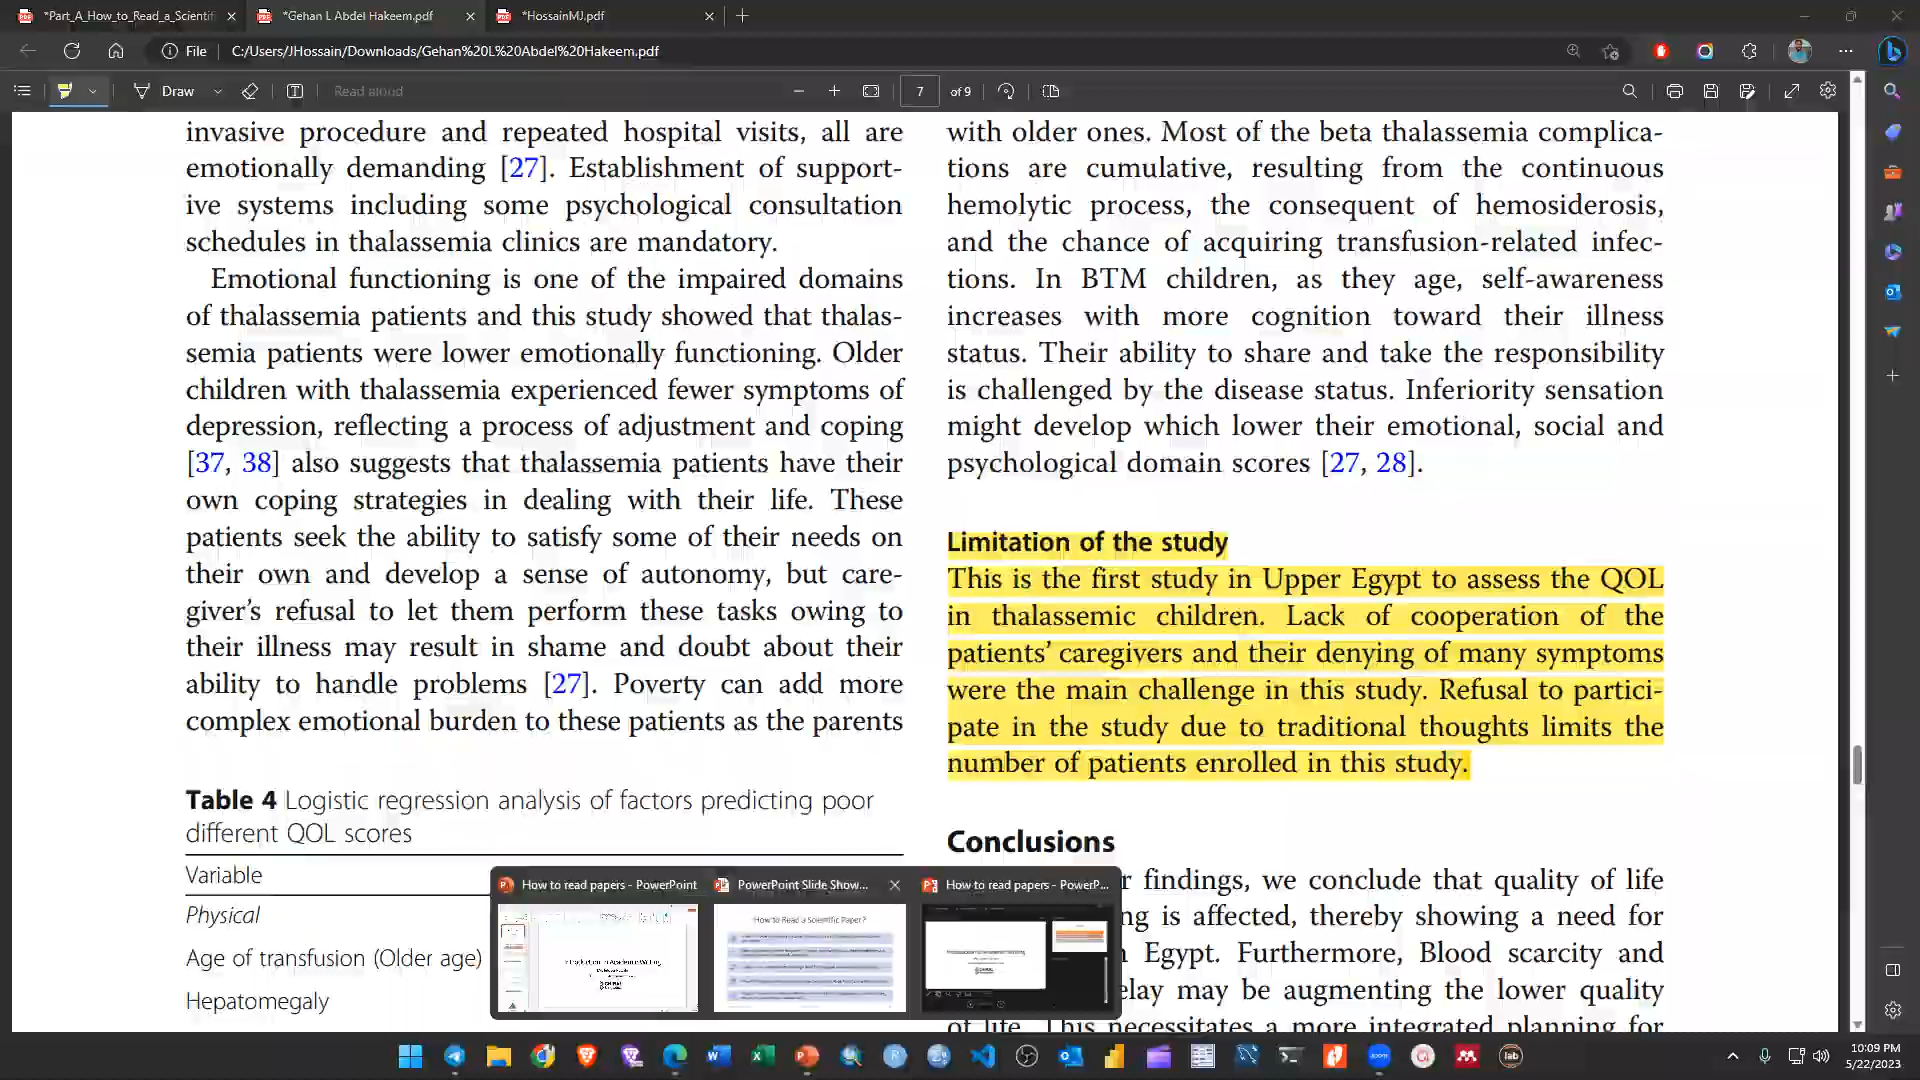 *Part_A_How_to_Read_a_Scientif
*Gehan L Abdel Hakeem.pdf
*HossainMJ.pdf
File
C:/Users/JHossain/Downloads/Gehan%20L%20Abdel%20Hakeem.pdf
Draw
Read aloud
7
of 9
invasive procedure and repeated hospital visits, all are
emotionally demanding [27]. Establishment of support-
ive systems including some psychological consultation
schedules in thalassemia clinics are mandatory.
Emotional functioning is one of the impaired domains
of thalassemia patients and this study showed that thalas-
semia patients were lower emotionally functioning. Older
children with thalassemia experienced fewer symptoms of
depression, reflecting a process of adjustment and coping
[37, 38] also suggests that thalassemia patients have their
own coping strategies in dealing with their life. These
patients seek the ability to satisfy some of their needs on
their own and develop a sense of autonomy, but care-
giver's refusal to let them perform these tasks owing to
their illness may result in shame and doubt about their
ability to handle problems [27]. Poverty can add more
complex emotional burden to these patients as the parents
Table 4 Logistic regression analysis of factors predicting poor
different QOL scores
Variable
Physical
Age of transfusion (Older age)
Hepatomegaly
with older ones. Most of the beta thalassemia complica-
tions are cumulative, resulting from the continuous
hemolytic process, the consequent of hemosiderosis,
and the chance of acquiring transfusion-related infec-
tions. In BTM children, as they age, self-awareness
increases with more cognition toward their illness
status. Their ability to share and take the responsibility
is challenged by the disease status. Inferiority sensation
might develop which lower their emotional, social and
psychological domain scores [27, 28].
Limitation of the study
This is the first study in Upper Egypt to assess the QOL
in thalassemic children. Lack of cooperation of the
patients' caregivers and their denying of many symptoms
were the main challenge in this study. Refusal to partici-
pate in the study due to traditional thoughts limits the
number of patients enrolled in this study.
Conclusions
r findings, we conclude that quality of life
ng is affected, thereby showing a need for
Egypt. Furthermore, Blood scarcity and
elay may be augmenting the lower quality
of life. This necessitates a more integrated planning for
How to read papers - PowerPoint
PowerPoint Slide Show...
How to read papers - PowerP...
Introduction to Academic Writing
How to Read a Scientific Paper?
zoom
lab
10:09 PM
5/22/2023